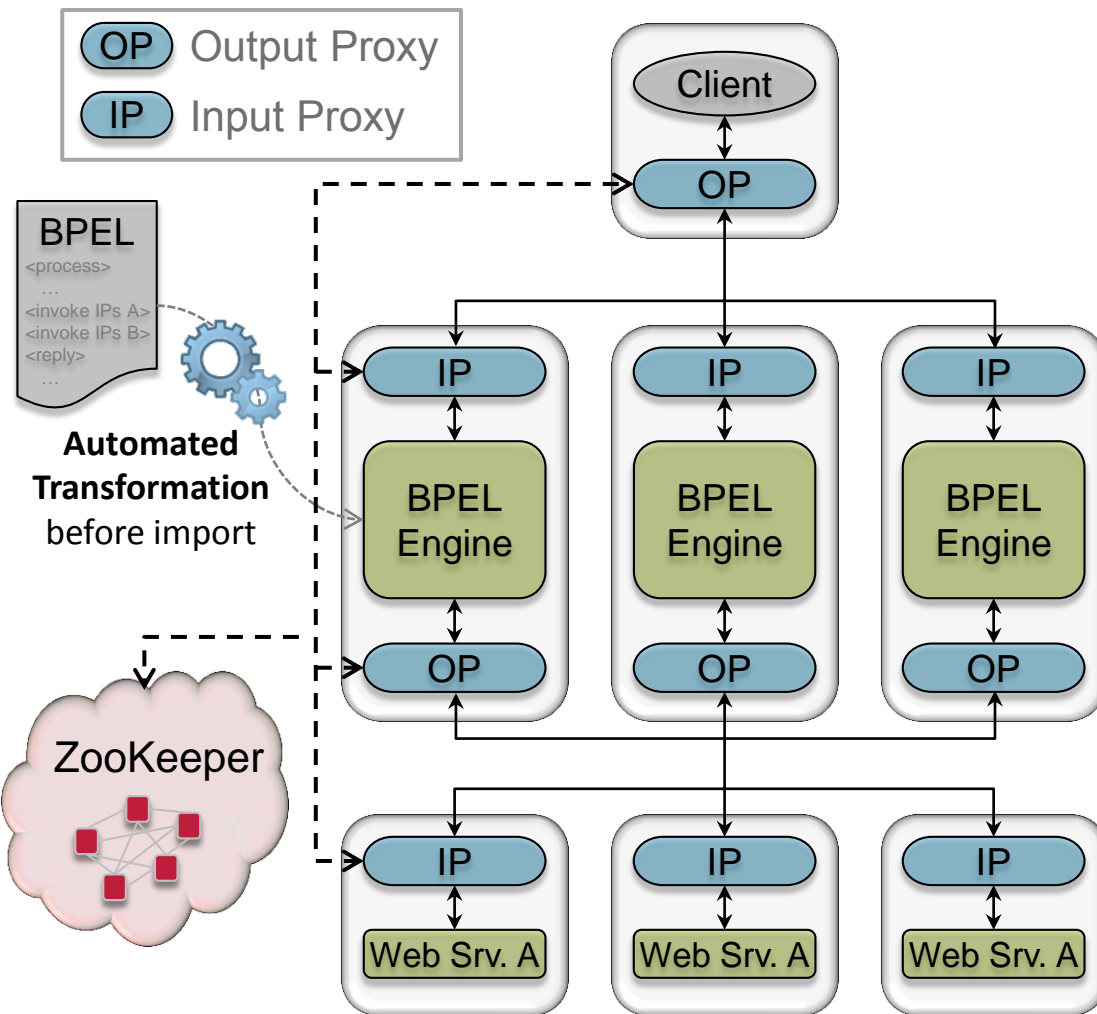 OP Output Proxy
IP Input Proxy
Client
OP
BPEL
<process>
...
<invoke IPs A>
<invoke IPs B>
<reply>
...
Automated
Transformation
before import
IP IP IP
BPEL BPEL BPEL
Engine Engine Engine
OP OP OP
ZooKeeper
IP IP IP
Web Srv. A Web Srv. A Web Srv. A